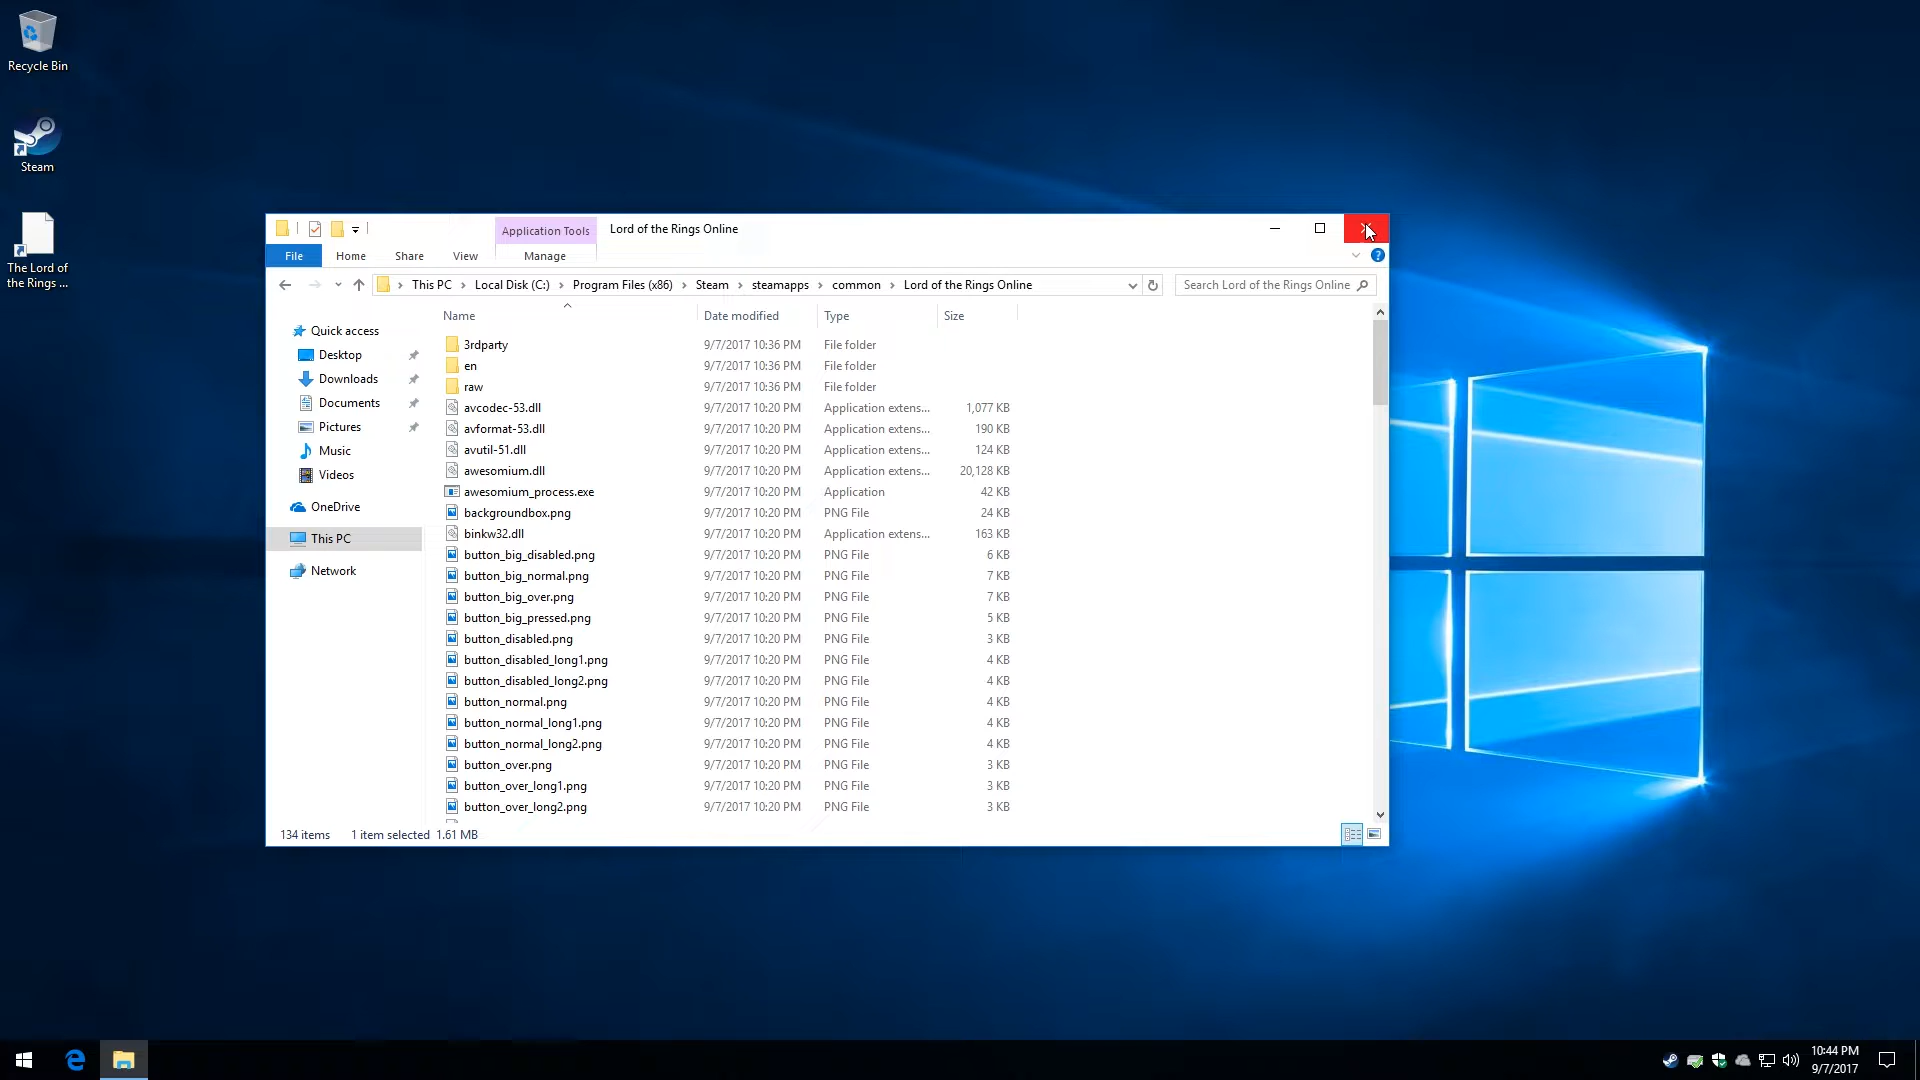 Recycle Bin
Steam
The Lord of
the Rings ...
Application Tools
Lord of the Rings Online
File
Home
Share
View
Manage
?
This PC
Local Disk (C:)
Program Files (x86)
Steam
steamapps
common
Lord of the Rings Online
Search Lord of the Rings Online
Quick access
Desktop
Downloads
Documents
Pictures
Music
Videos
OneDrive
This PC
Network
Name Date modified Type Size
3rdparty 9/7/2017 10:36 PM File folder
en 9/7/2017 10:36 PM File folder
raw 9/7/2017 10:36 PM File folder
avcodec-53.dll 9/7/2017 10:20 PM Application extens... 1,077 KB
avformat-53.dll 9/7/2017 10:20 PM Application extens... 190 KB
avutil-51.dll 9/7/2017 10:20 PM Application extens... 124 KB
awesomium.dll 9/7/2017 10:20 PM Application extens... 20,128 KB
awesomium_process.exe 9/7/2017 10:20 PM Application 42 KB
backgroundbox.png 9/7/2017 10:20 PM PNG File 24 KB
binkw32.dll 9/7/2017 10:20 PM Application extens... 163 KB
button_big_disabled.png 9/7/2017 10:20 PM PNG File 6 KB
button_big_normal.png 9/7/2017 10:20 PM PNG File 7 KB
button_big_over.png 9/7/2017 10:20 PM PNG File 7 KB
button_big_pressed.png 9/7/2017 10:20 PM PNG File 5 KB
button_disabled.png 9/7/2017 10:20 PM PNG File 3 KB
button_disabled_long1.png 9/7/2017 10:20 PM PNG File 4 KB
button_disabled_long2.png 9/7/2017 10:20 PM PNG File 4 KB
button_normal.png 9/7/2017 10:20 PM PNG File 4 KB
button_normal_long1.png 9/7/2017 10:20 PM PNG File 4 KB
button_normal_long2.png 9/7/2017 10:20 PM PNG File 4 KB
button_over.png 9/7/2017 10:20 PM PNG File 3 KB
button_over_long1.png 9/7/2017 10:20 PM PNG File 3 KB
button_over_long2.png 9/7/2017 10:20 PM PNG File 3 KB
134 items 1 item selected 1.61 MB
10:44 PM
9/7/2017